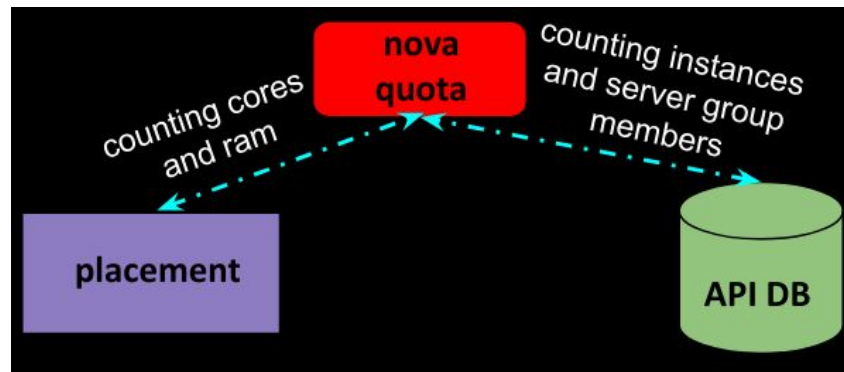 nova
quota
counting cores
and ram
counting instances
and server group
members
placement
API DB